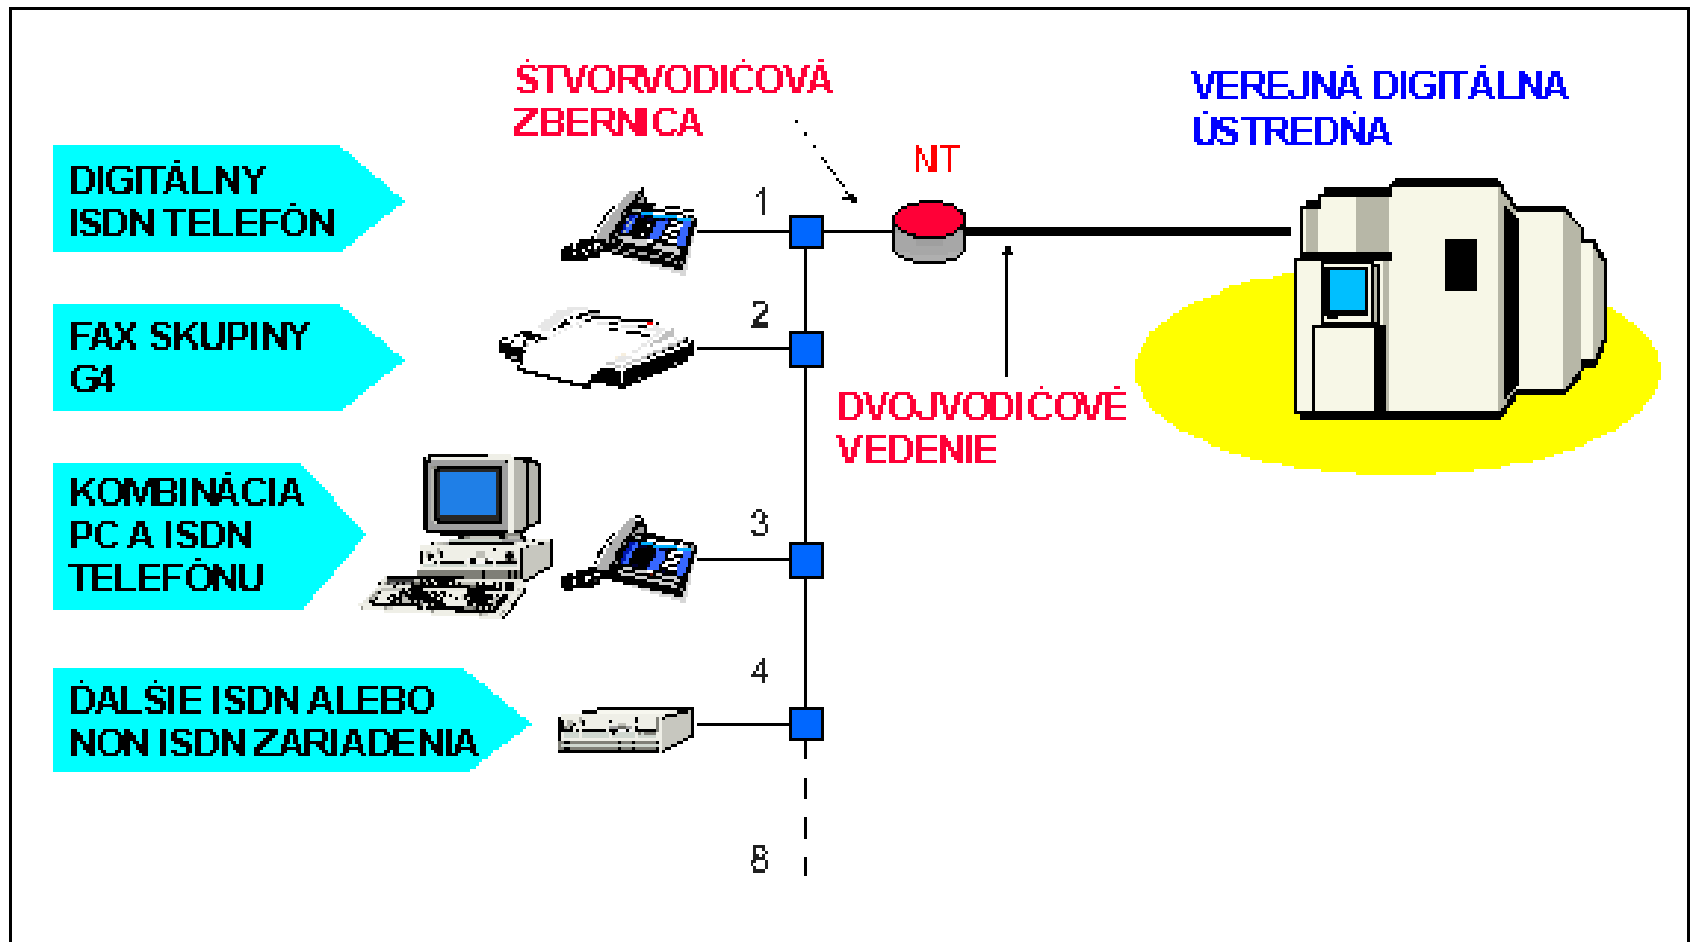 ŠTVORVODIČOVÁ
ZBERNICA
VEREJNÁ DIGITÁLNA
ÚSTREDŇA
NT
DIGITÁLNY
ISDN TELEFÓN
1
FAX SKUPINY
G4
2
DVOJVODIČOVÉ
VEDENIE
KOMBINÁCIA
PC A ISDN
TELEFÓNU
3
ĎALŠIE ISDN ALEBO
NON ISDN ZARIADENIA
4
8